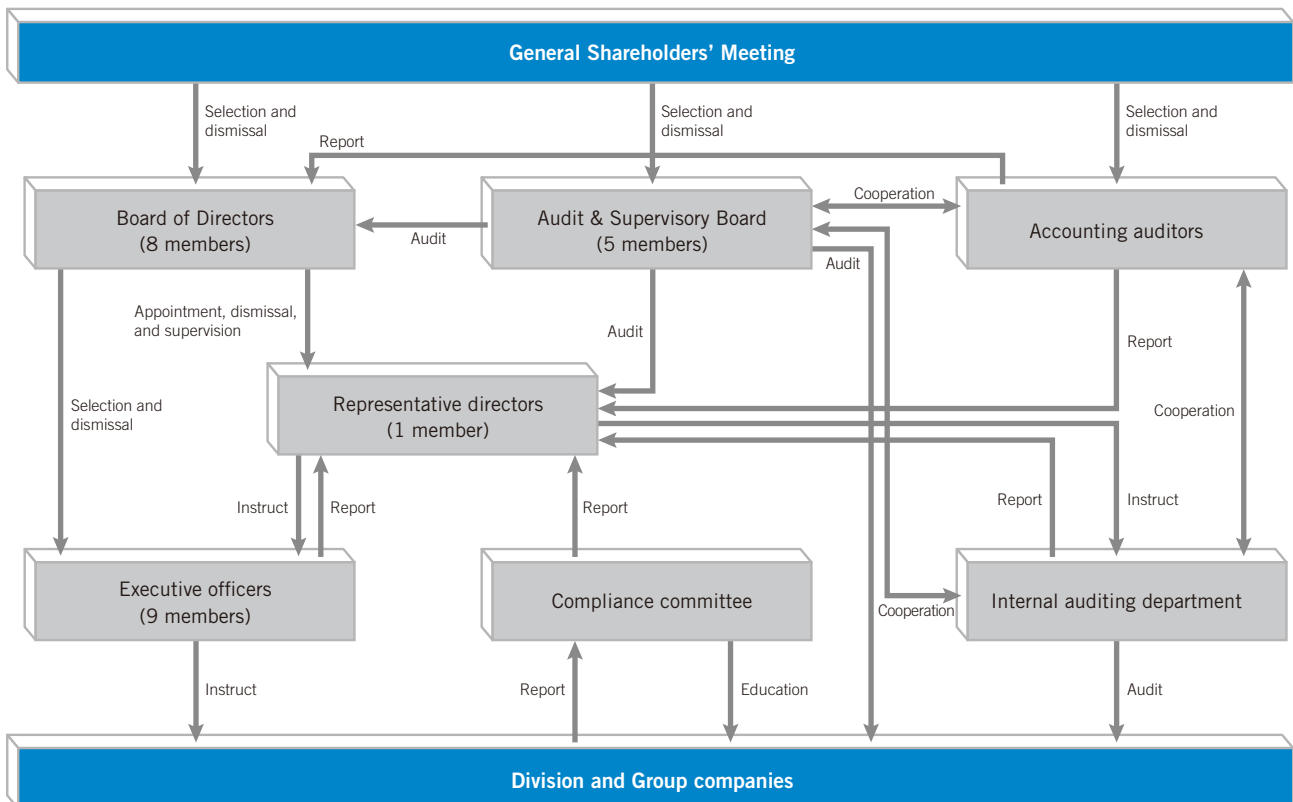 General Shareholders’ Meeting
Selection and
dismissal
Selection and
dismissal
Selection and
dismissal
Report
Board of Directors
(8 members)
Audit
Audit & Supervisory Board
(5 members)
Cooperation
Accounting auditors
Audit
Appointment, dismissal,
and supervision
Audit
Report
Selection and
dismissal
Representative directors
(1 member)
Cooperation
Instruct
Report
Report
Report
Instruct
Executive officers
(9 members)
Compliance committee
Cooperation
Internal auditing department
Instruct
Report
Education
Audit
Division and Group companies